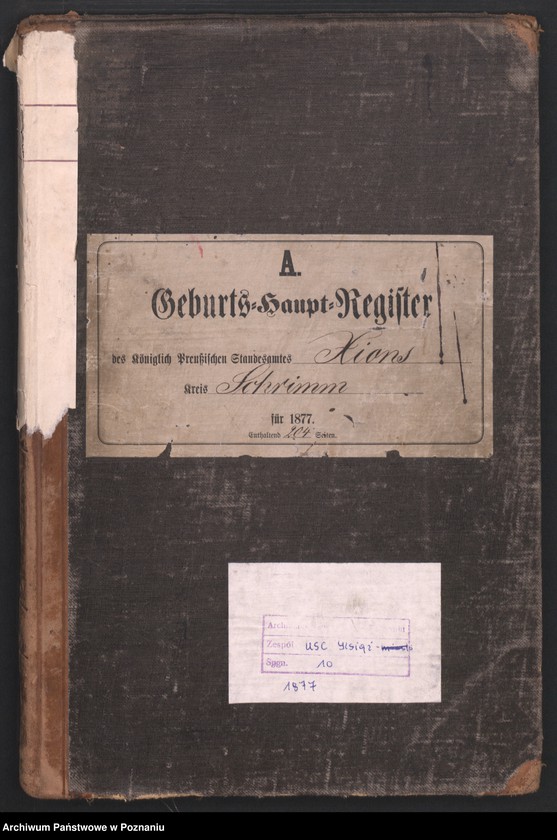 A.
Geburts-Haupt-Register
des Königlich Preußischen Standesamtes Xions
Kreis Schrimm
für 1877.
Enthaltend 204 Seiten.
Zespół USC Książ
Sygn. 10
1877
Archiwum Państwowe w Poznaniu